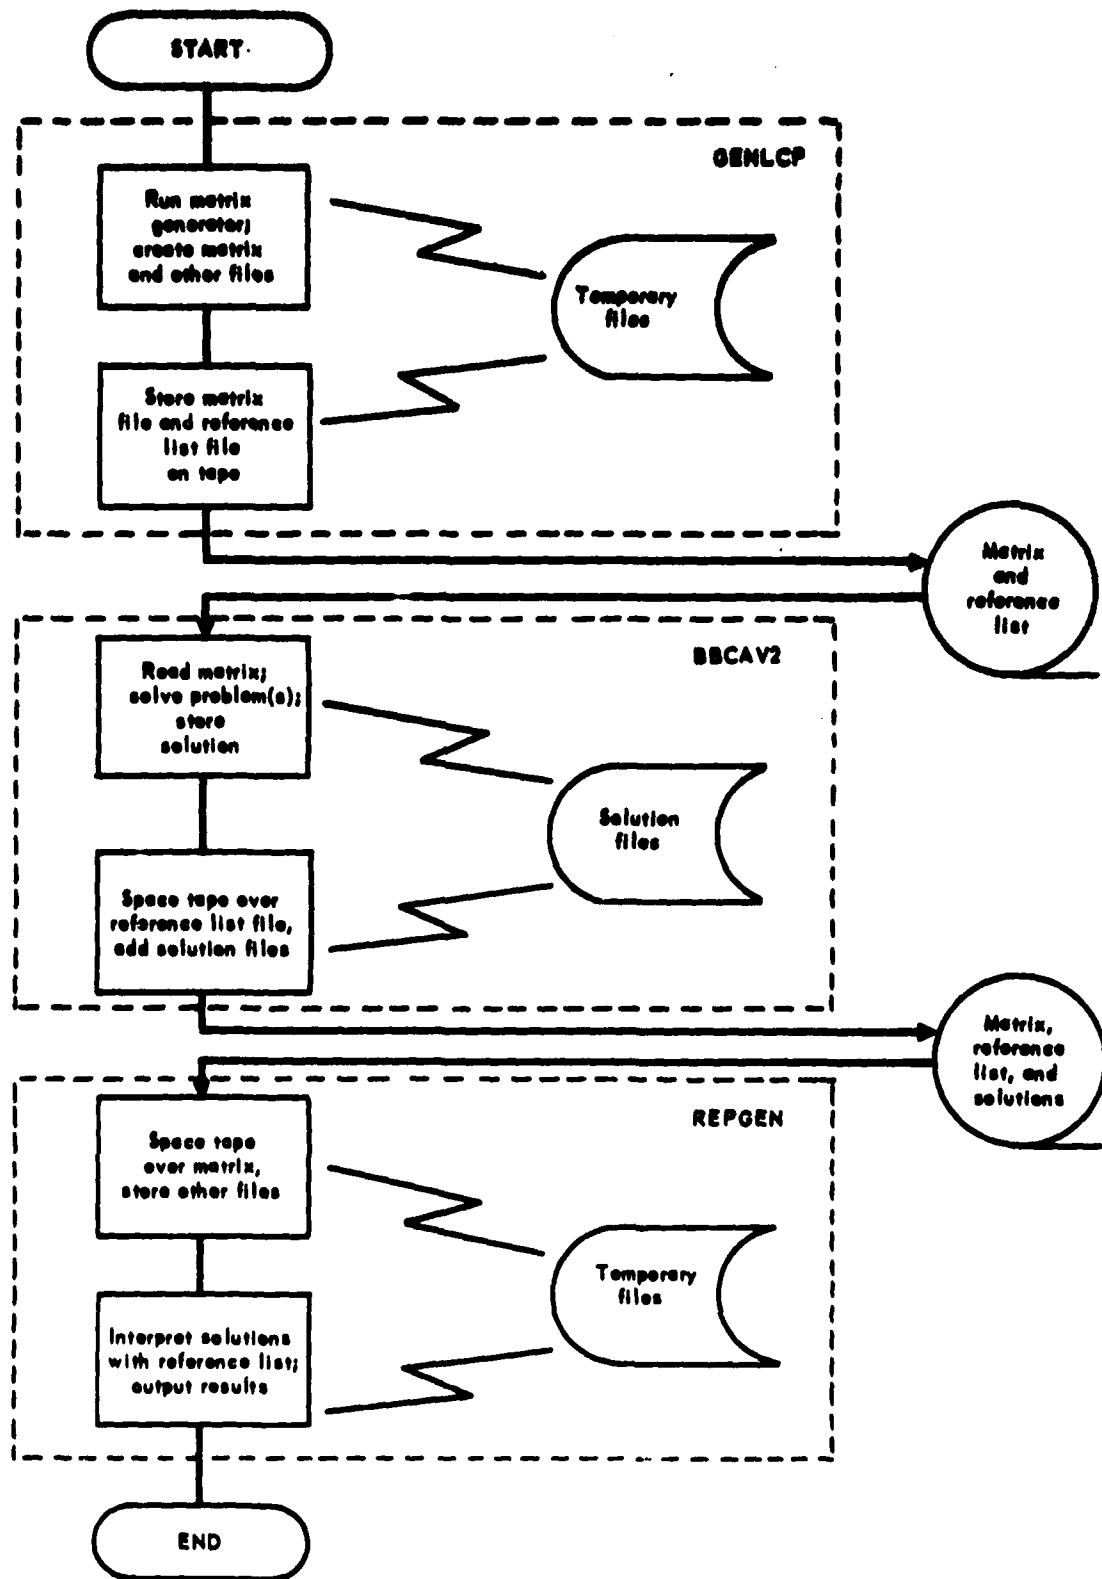 START
GENLCP
Run matrix
generator;
create matrix
and other files
Temporary
files
Store matrix
file and reference
list file
on tape
Matrix
and
reference
list
BBCAV2
Read matrix;
solve problem(s);
store
solution
Solution
files
Space tape over
reference list file,
add solution files
Matrix,
reference
list, and
solutions
REPGEN
Space tape
over matrix,
store other files
Temporary
files
Interpret solutions
with reference list;
output results
END